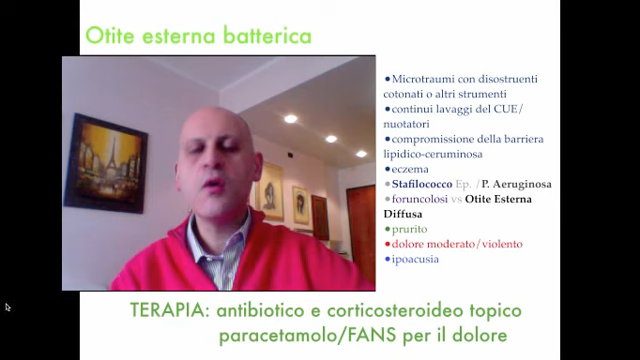 Otite esterna batterica
●Microtraumi con disostruenti
cotonati o altri strumenti
●continui lavaggi del CUE/
nuotatori
●compromissione della barriera
lipidico-ceruminosa
●eczema
●Stafilococco Ep. /P. Aeruginosa
●foruncolosi vs Otite Esterna
Diffusa
●prurito
●dolore moderato/violento
●ipoacusia
TERAPIA: antibiotico e corticosteroideo topico
paracetamolo/FANS per il dolore